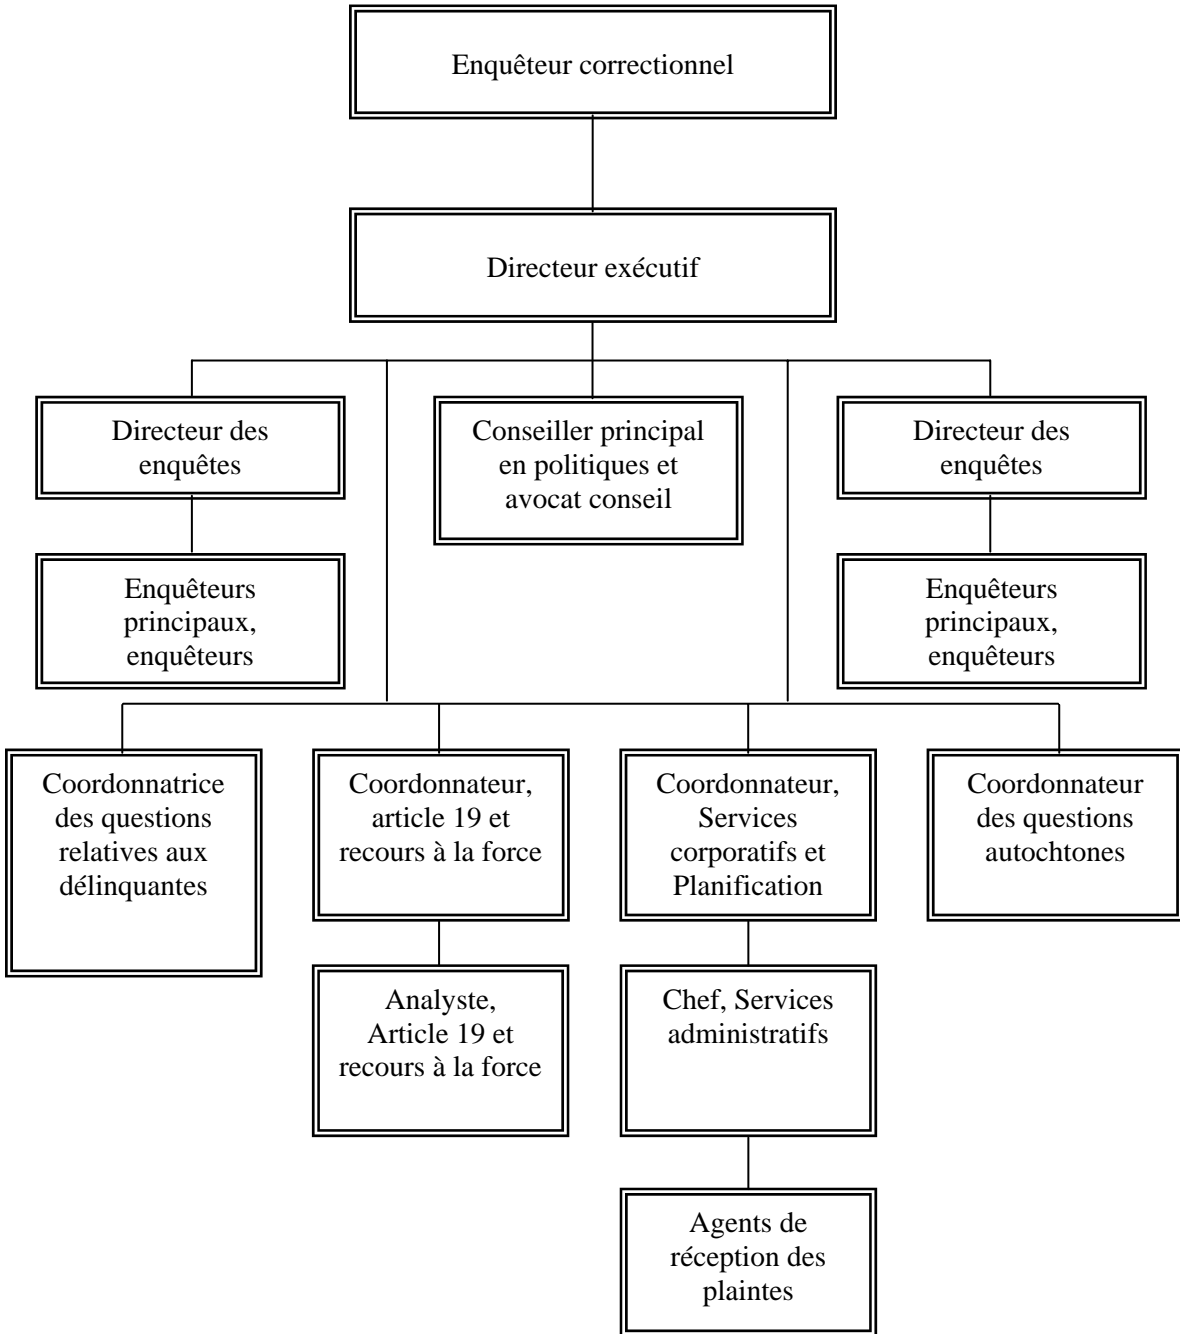 Enquêteur correctionnel
Directeur exécutif
Directeur des
enquêtes
Conseiller principal
en politiques et
avocat conseil
Directeur des
enquêtes
Enquêteurs
principaux,
enquêteurs
Enquêteurs
principaux,
enquêteurs
Coordonnatrice
des questions
relatives aux
délinquantes
Coordonnateur,
article 19 et
recours à la force
Coordonnateur,
Services
corporatifs et
Planification
Coordonnateur
des questions
autochtones
Analyste,
Article 19 et
recours à la force
Chef, Services
administratifs
Agents de
réception des
plaintes